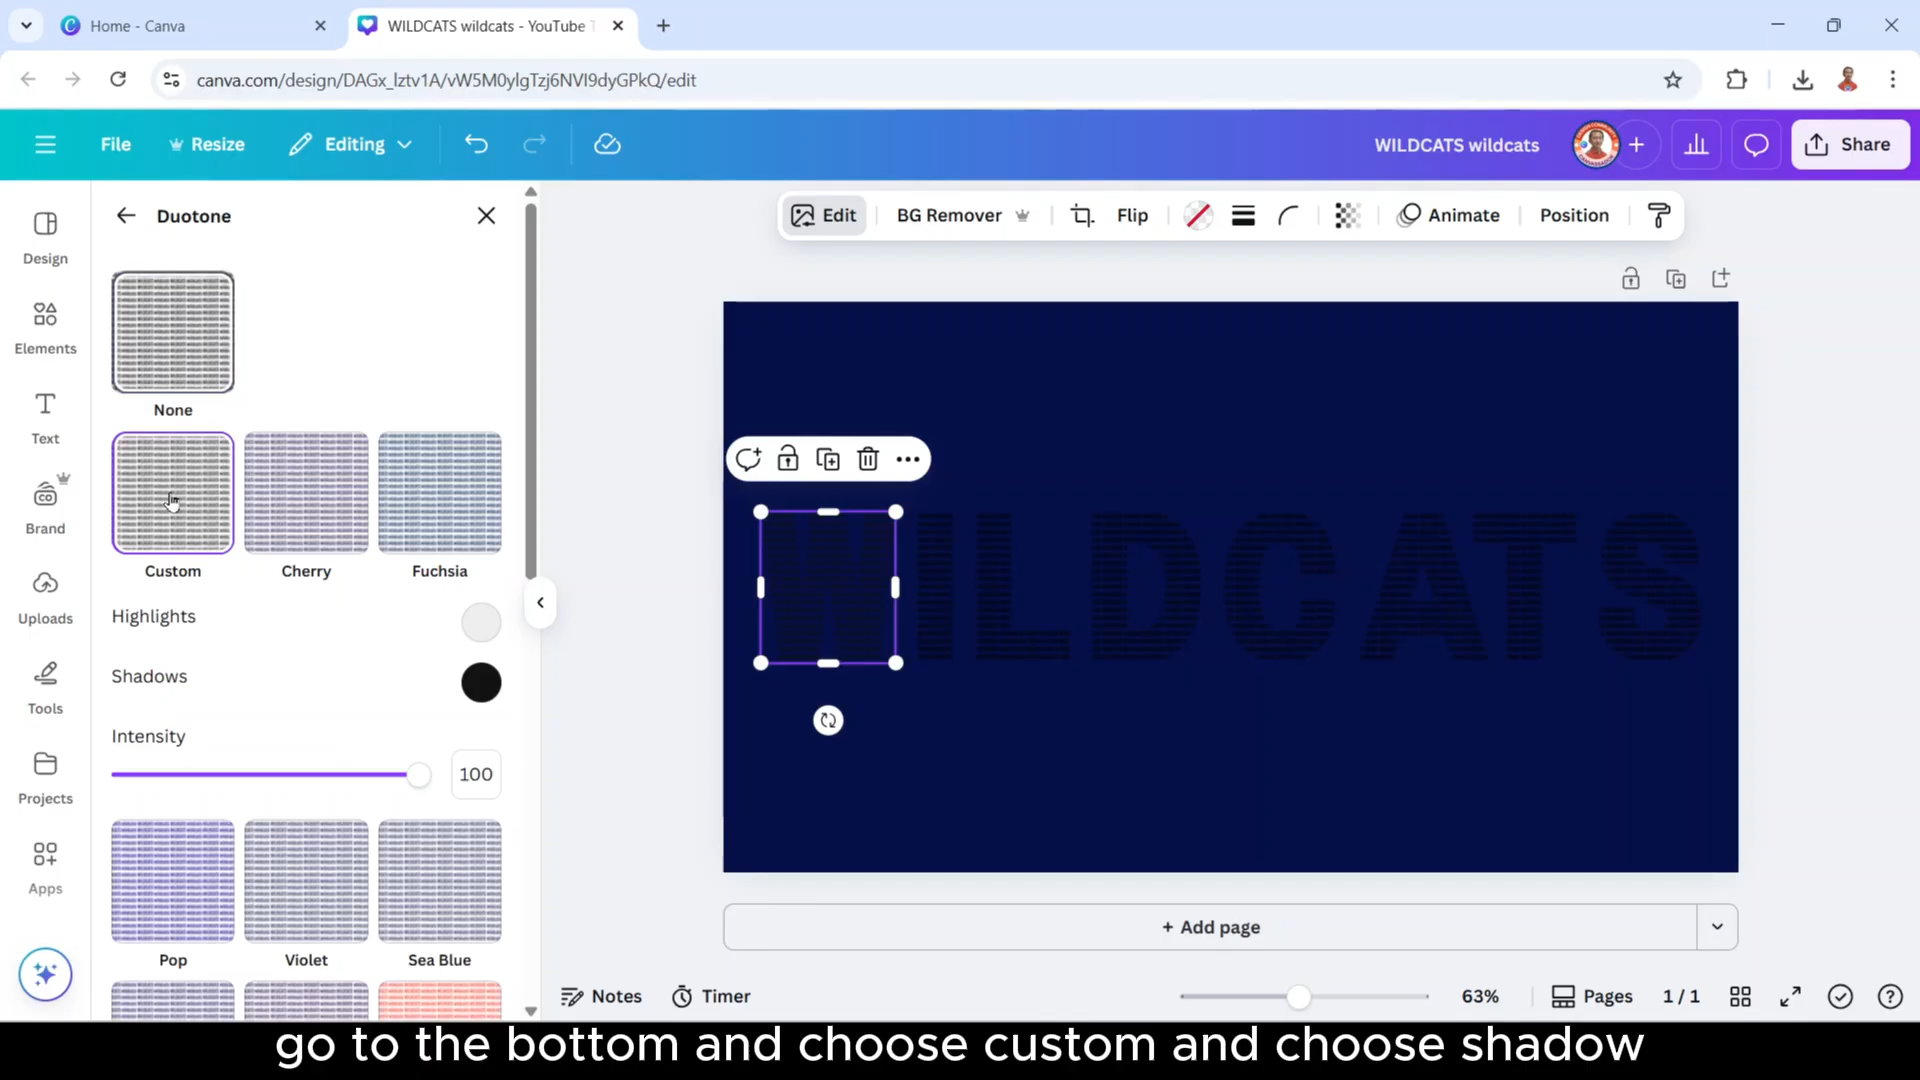 Home - Canva
WILDCATS wildcats - YouTube T
canva.com/design/DAGx_lztv1A/vW5M0ylgTzj6NVI9dyGPkQ/edit
File
Resize
Editing
WILDCATS wildcats
Share
Design
Elements
Text
Brand
Uploads
Tools
Projects
Apps
Duotone
None
Custom
Cherry
Fuchsia
Highlights
Shadows
Intensity
100
Pop
Violet
Sea Blue
Edit
BG Remover
Flip
Animate
Position
WILDCATS
+ Add page
Notes
Timer
63%
Pages
1 / 1
go to the bottom and choose custom and choose shadow